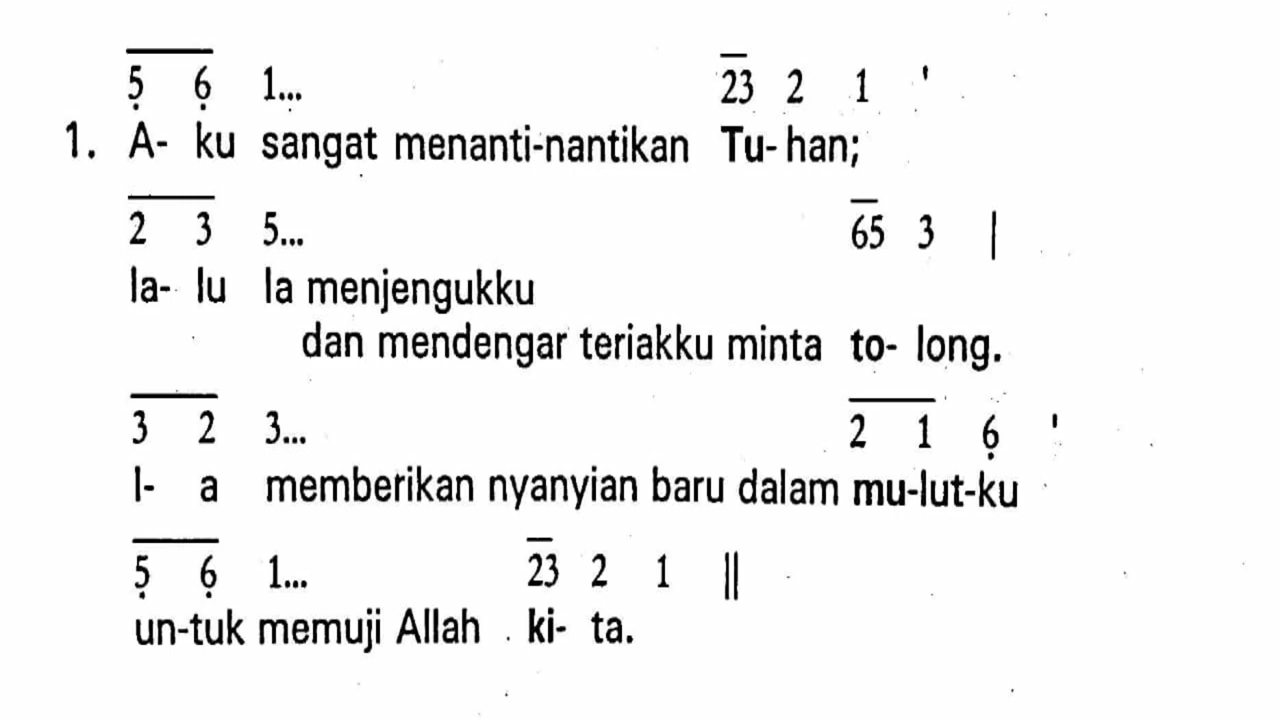 5̣ 6̣ 1... 23 2 1 '
1. A- ku sangat menanti-nantikan Tu- han;
2 3 5... 65 3 |
la- lu Ia menjengukku
dan mendengar teriakku minta to- long.
3 2 3... 2 1 6̣ '
I- a memberikan nyanyian baru dalam mu-lut-ku
5̣ 6̣ 1... 23 2 1 ||
un-tuk memuji Allah ki- ta.